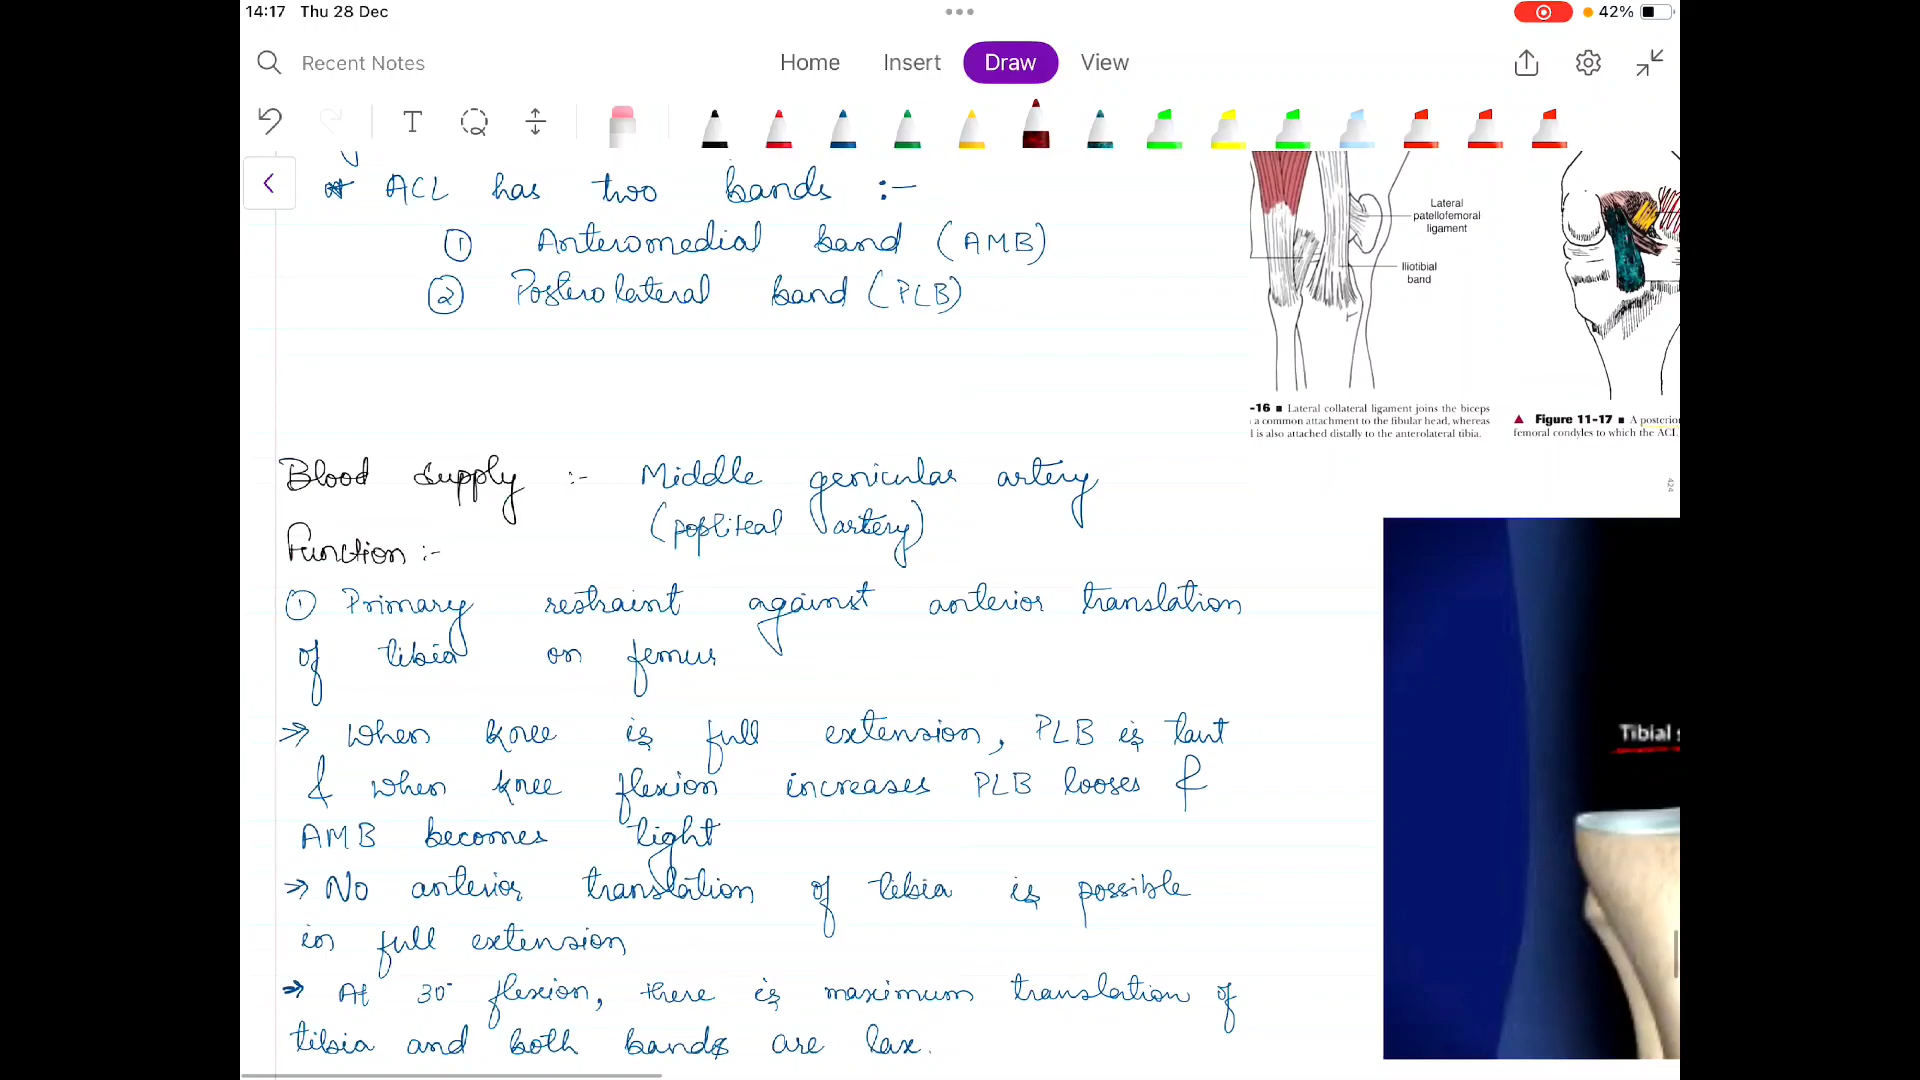 14:17 Thu 28 Dec
42%
Recent Notes
Home Insert Draw View
T
* ACL has two bands :-
① Anteromedial band (AMB)
② Posterolateral band (PLB)
Lateral
patellofemoral
ligament
Iliotibial
band
-16 ■ Lateral collateral ligament joins the biceps
a common attachment to the fibular head, whereas
l is also attached distally to the anterolateral tibia.
▲ Figure 11-17 ■ A posterio
femoral condyles to which the ACL
424
Blood supply :- Middle genicular artery
(popliteal artery)
Function :-
① Primary restraint against anterior translation
of tibia on femur
⇒ When knee is full extension, PLB is taut
& when knee flexion increases PLB looses &
AMB becomes tight
⇒ No anterior translation of tibia is possible
in full extension
⇒ At 30° flexion, there is maximum translation of
tibia and both bands are lax.
Tibial